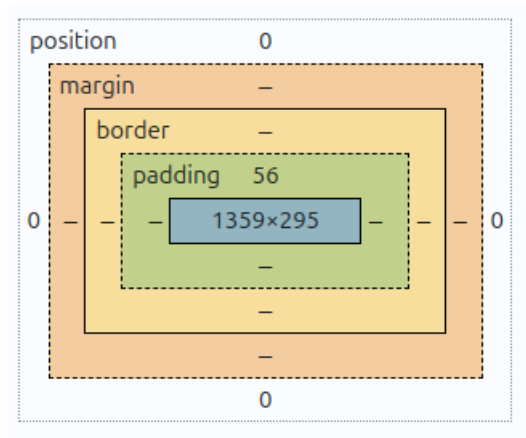 position 0
margin –
border –
padding 56
0 – – – 1359×295 – – – 0
–
–
–
0